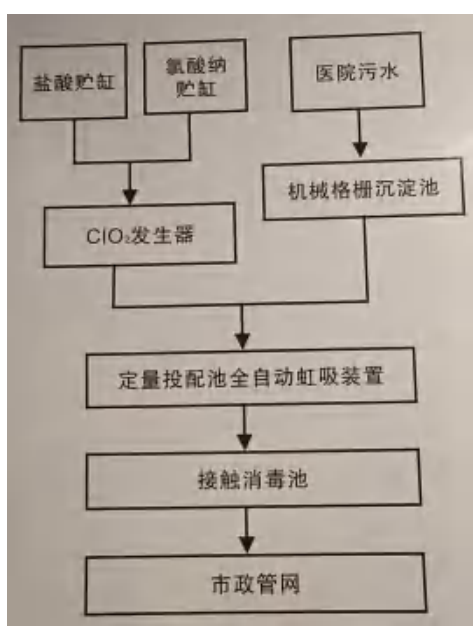 盐酸贮缸
氯酸纳
贮缸
医院污水
机械格栅沉淀池
ClO₂发生器
定量投配池全自动虹吸装置
接触消毒池
市政管网